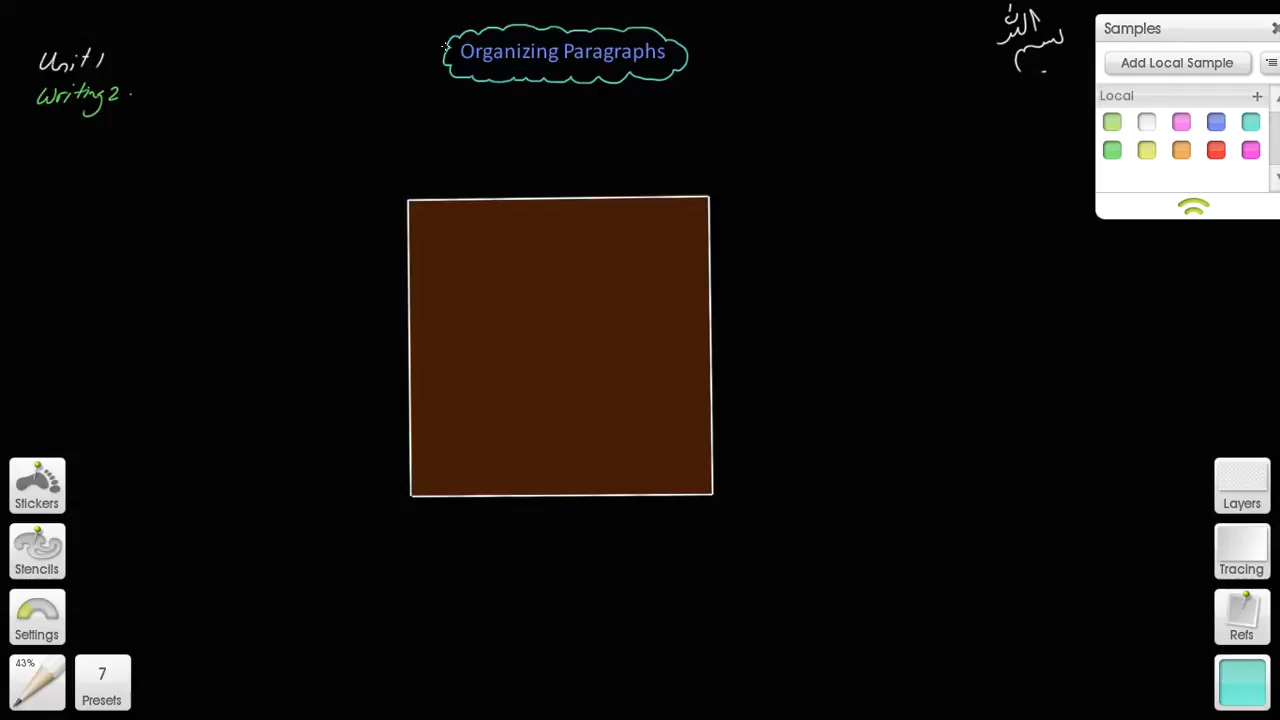 Organizing Paragraphs
Unit 1
Writing 2
بسم الله
Samples
Add Local Sample
Local
Stickers
Stencils
Settings
43%
7
Presets
Layers
Tracing
Refs